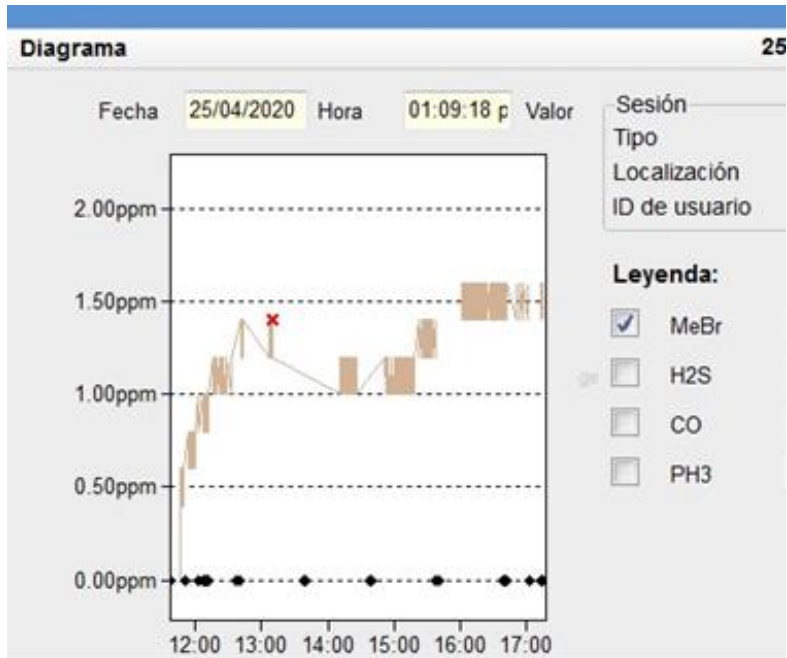 Diagrama 25
Fecha 25/04/2020 Hora 01:09:18 p Valor
Sesión
Tipo
Localización
ID de usuario
2.00ppm
1.50ppm
1.00ppm
0.50ppm
0.00ppm
12:00 13:00 14:00 15:00 16:00 17:00
Leyenda:
MeBr
H2S
CO
PH3